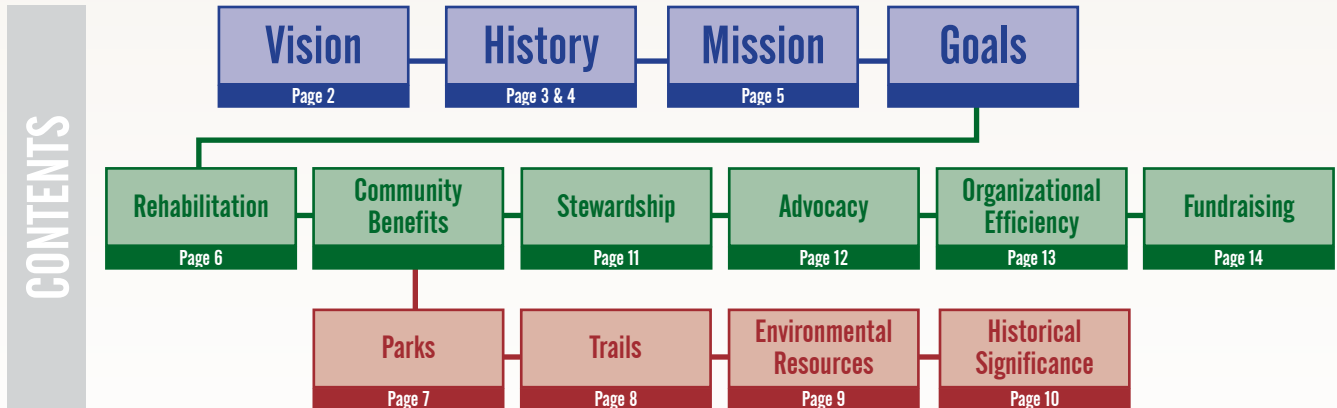 CONTENTS
Vision
Page 2
History
Page 3 & 4
Mission
Page 5
Goals
Rehabilitation
Page 6
Community
Benefits
Stewardship
Page 11
Advocacy
Page 12
Organizational
Efficiency
Page 13
Fundraising
Page 14
Parks
Page 7
Trails
Page 8
Environmental
Resources
Page 9
Historical
Significance
Page 10